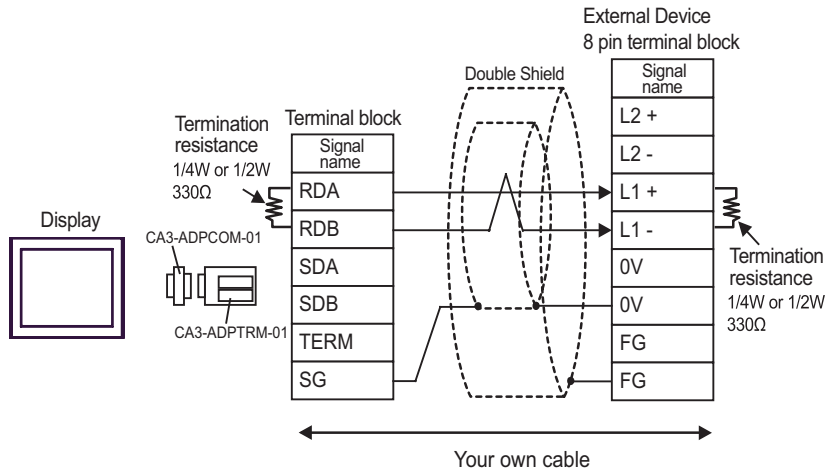 External Device
8 pin terminal block
Double Shield
Signal
name
L2 +
L2 -
L1 +
L1 -
0V
0V
FG
FG
Termination
resistance
1/4W or 1/2W
330Ω
Terminal block
Signal
name
RDA
RDB
SDA
SDB
TERM
SG
Display
CA3-ADPCOM-01
CA3-ADPTRM-01
Termination
resistance
1/4W or 1/2W
330Ω
Your own cable